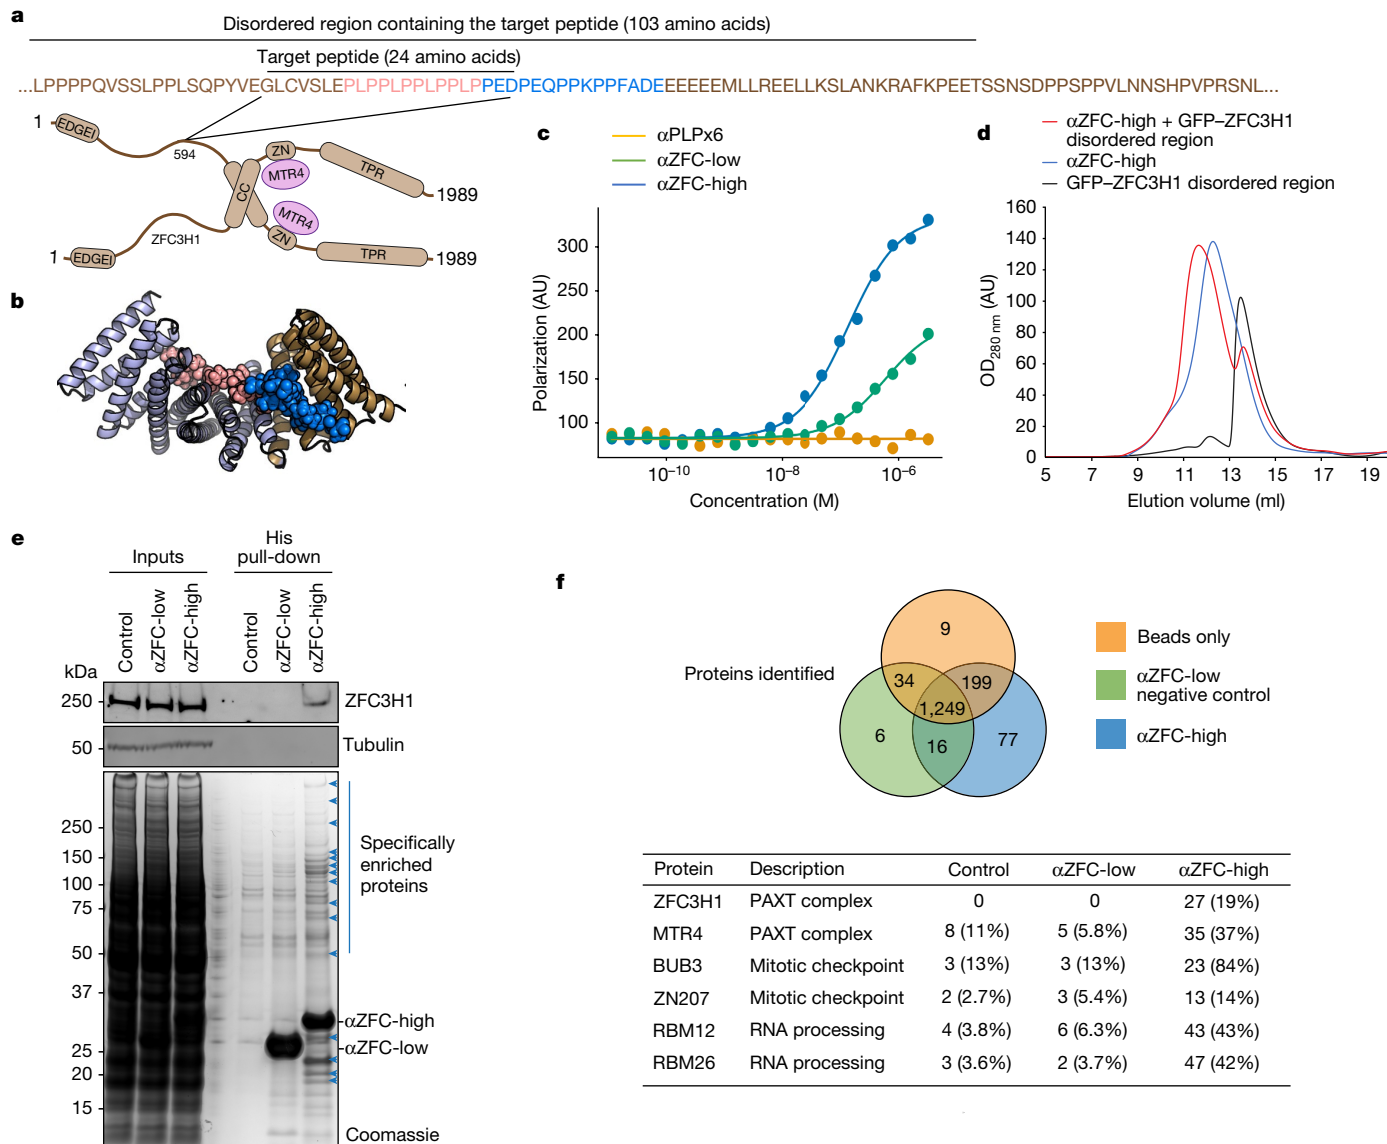 a
Disordered region containing the target peptide (103 amino acids)
Target peptide (24 amino acids)
...LPPPPQVSSLPPLSQPYVEGLCVSLEPLPPLPPLPPLPPEDPEQPPKPPFADEEEEEEMLLREELLKSLANKRAFKPEETSSNSDPPSPPVLNNSHPVPRSNL...
1
EDGEI
594
ZN
MTR4
TPR
1989
CC
ZFC3H1
MTR4
ZN
1
EDGEI
TPR
1989
b
c
αPLPx6
αZFC-low
αZFC-high
Polarization (AU)
300
250
200
150
100
10⁻¹⁰
10⁻⁸
10⁻⁶
Concentration (M)
d
αZFC-high + GFP–ZFC3H1
disordered region
αZFC-high
GFP–ZFC3H1 disordered region
OD280 nm (AU)
160
140
120
100
80
60
40
20
0
5 7 9 11 13 15 17 19
Elution volume (ml)
e
Inputs
His
pull-down
Control
αZFC-low
αZFC-high
Control
αZFC-low
αZFC-high
kDa
250
ZFC3H1
50
Tubulin
250
150
100
75
50
37
25
20
15
Specifically
enriched
proteins
αZFC-high
αZFC-low
Coomassie
f
Proteins identified
9
34
199
1,249
6
16
77
Beads only
αZFC-low
negative control
αZFC-high
Protein Description Control αZFC-low αZFC-high
ZFC3H1 PAXT complex 0 0 27 (19%)
MTR4 PAXT complex 8 (11%) 5 (5.8%) 35 (37%)
BUB3 Mitotic checkpoint 3 (13%) 3 (13%) 23 (84%)
ZN207 Mitotic checkpoint 2 (2.7%) 3 (5.4%) 13 (14%)
RBM12 RNA processing 4 (3.8%) 6 (6.3%) 43 (43%)
RBM26 RNA processing 3 (3.6%) 2 (3.7%) 47 (42%)